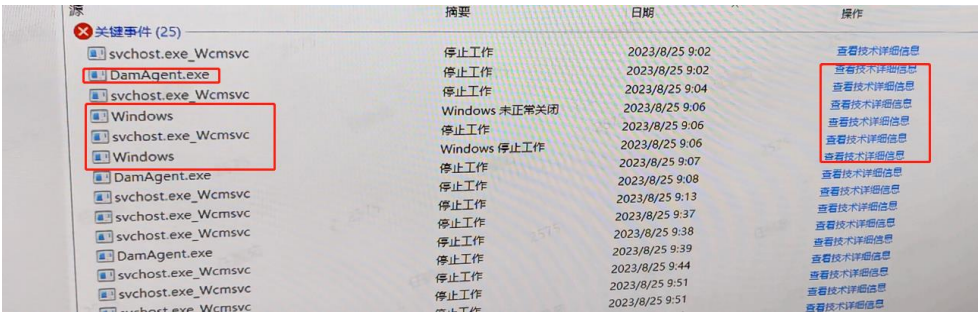 源 摘要 日期 操作
关键事件 (25)
svchost.exe_Wcmsvc 停止工作 2023/8/25 9:02 查看技术详细信息
DamAgent.exe 停止工作 2023/8/25 9:02 查看技术详细信息
svchost.exe_Wcmsvc 停止工作 2023/8/25 9:04 查看技术详细信息
Windows Windows 未正常关闭 2023/8/25 9:06 查看技术详细信息
svchost.exe_Wcmsvc 停止工作 2023/8/25 9:06 查看技术详细信息
Windows Windows 停止工作 2023/8/25 9:06 查看技术详细信息
DamAgent.exe 停止工作 2023/8/25 9:07 查看技术详细信息
svchost.exe_Wcmsvc 停止工作 2023/8/25 9:08 查看技术详细信息
svchost.exe_Wcmsvc 停止工作 2023/8/25 9:13 查看技术详细信息
svchost.exe_Wcmsvc 停止工作 2023/8/25 9:37 查看技术详细信息
DamAgent.exe 停止工作 2023/8/25 9:38 查看技术详细信息
svchost.exe_Wcmsvc 停止工作 2023/8/25 9:39 查看技术详细信息
svchost.exe_Wcmsvc 停止工作 2023/8/25 9:44 查看技术详细信息
svchost.exe_Wcmsvc 停止工作 2023/8/25 9:51 查看技术详细信息
2023/8/25 9:51 查看技术详细信息